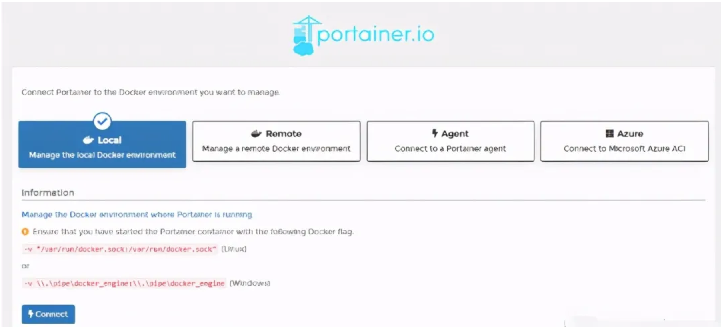 portainer.io
Connect Portainer to the Docker environment you want to manage.
Local
Manage the local Docker environment
Remote
Manage a remote Docker environment
Agent
Connect to a Portainer agent
Azure
Connect to Microsoft Azure ACI
Information
Manage the Docker environment where Portainer is running
Ensure that you have started the Portainer container with the following Docker flag.
-v "/var/run/docker.sock:/var/run/docker.sock" (Linux)
or
-v \\.\pipe\docker_engine:\\.\pipe\docker_engine (Windows)
Connect